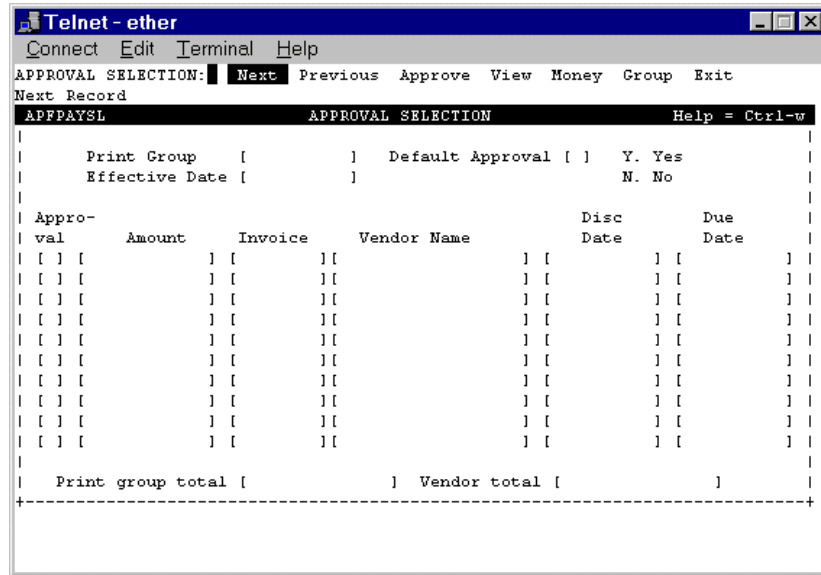 Telnet - ether
Connect Edit Terminal Help
APPROVAL SELECTION: Next Previous Approve View Money Group Exit
Next Record
APFPAYSL APPROVAL SELECTION Help = Ctrl-w
| |
| Print Group [ ] Default Approval [ ] Y. Yes |
| Effective Date [ ] N. No |
| |
| Appro- Disc Due |
| val Amount Invoice Vendor Name Date Date |
| [ ] [ ] [ ][ ] [ ] [ ] |
| [ ] [ ] [ ][ ] [ ] [ ] |
| [ ] [ ] [ ][ ] [ ] [ ] |
| [ ] [ ] [ ][ ] [ ] [ ] |
| [ ] [ ] [ ][ ] [ ] [ ] |
| [ ] [ ] [ ][ ] [ ] [ ] |
| [ ] [ ] [ ][ ] [ ] [ ] |
| [ ] [ ] [ ][ ] [ ] [ ] |
| [ ] [ ] [ ][ ] [ ] [ ] |
| [ ] [ ] [ ][ ] [ ] [ ] |
| |
| Print group total [ ] Vendor total [ ] |
+------------------------------------------------------------------------------+